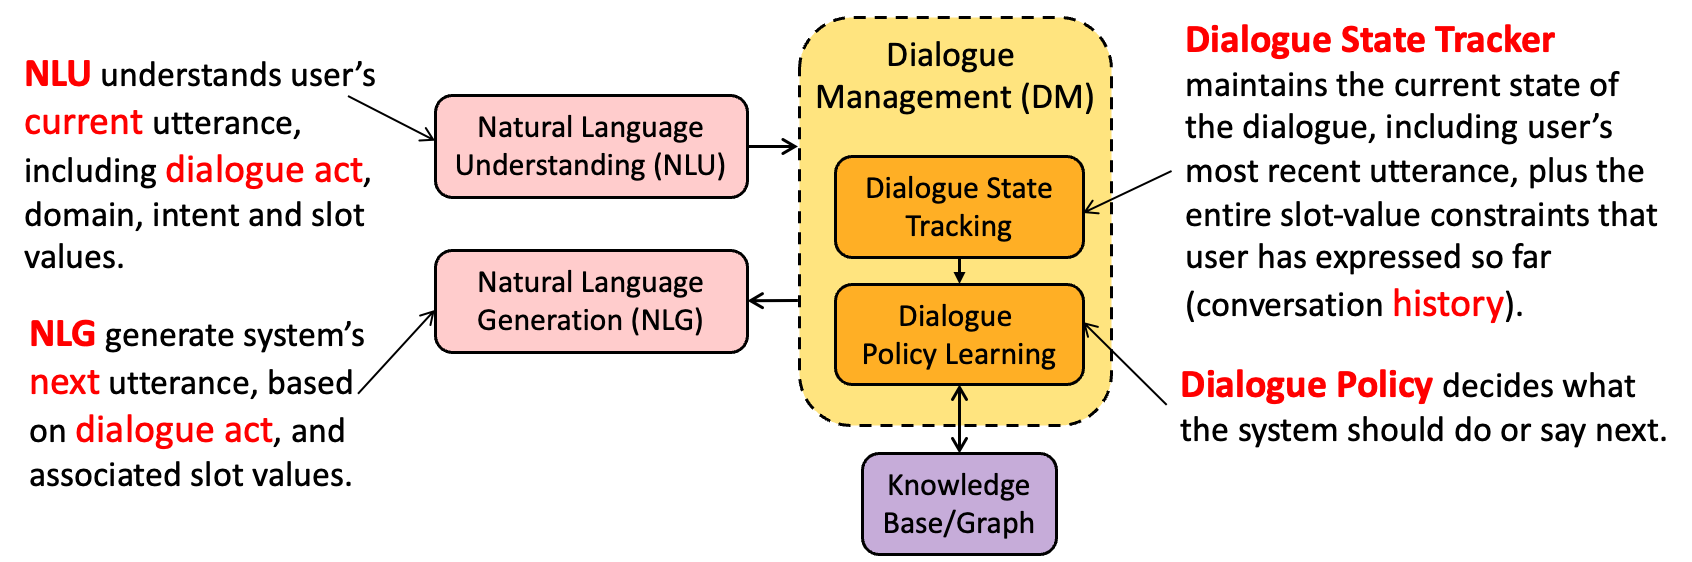 NLU understands user's
current utterance,
including dialogue act,
domain, intent and slot
values.
NLG generate system's
next utterance, based
on dialogue act, and
associated slot values.
Natural Language
Understanding (NLU)
Natural Language
Generation (NLG)
Dialogue
Management (DM)
Dialogue State
Tracking
Dialogue
Policy Learning
Knowledge
Base/Graph
Dialogue State Tracker
maintains the current state of
the dialogue, including user's
most recent utterance, plus the
entire slot-value constraints that
user has expressed so far
(conversation history).
Dialogue Policy decides what
the system should do or say next.